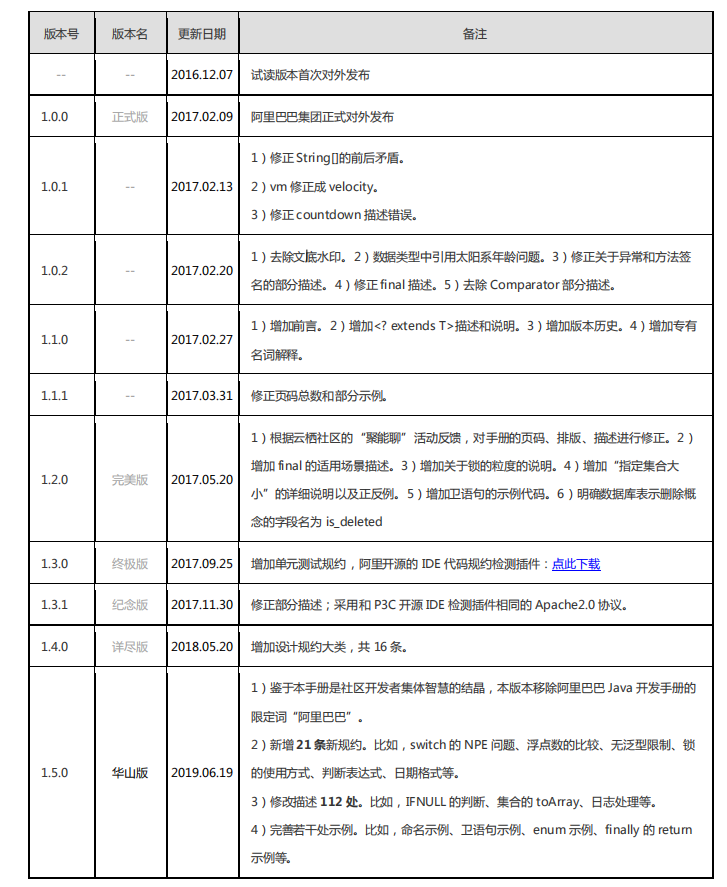 版本号 版本名 更新日期 备注
-- -- 2016.12.07 试读版本首次对外发布
1.0.0 正式版 2017.02.09 阿里巴巴集团正式对外发布
1）修正 String[]的前后矛盾。
1.0.1 -- 2017.02.13 2）vm 修正成 velocity。
3）修正 countdown 描述错误。
1.0.2 -- 2017.02.20 1）去除文底水印。2）数据类型中引用太阳系年龄问题。3）修正关于异常和方法签
名的部分描述。4）修正 final 描述。5）去除 Comparator 部分描述。
1.1.0 -- 2017.02.27 1）增加前言。2）增加<? extends T>描述和说明。3）增加版本历史。4）增加专有
名词解释。
1.1.1 -- 2017.03.31 修正页码总数和部分示例。
1.2.0 完美版 2017.05.20 1）根据云栖社区的“聚能聊”活动反馈，对手册的页码、排版、描述进行修正。2）
增加 final 的适用场景描述。3）增加关于锁的粒度的说明。4）增加“指定集合大
小”的详细说明以及正反例。5）增加卫语句的示例代码。6）明确数据库表示删除概
念的字段名为 is_deleted
1.3.0 终极版 2017.09.25 增加单元测试规约，阿里开源的 IDE 代码规约检测插件：点此下载
1.3.1 纪念版 2017.11.30 修正部分描述；采用和 P3C 开源 IDE 检测插件相同的 Apache2.0 协议。
1.4.0 详尽版 2018.05.20 增加设计规约大类，共 16 条。
1.5.0 华山版 2019.06.19 1）鉴于本手册是社区开发者集体智慧的结晶，本版本移除阿里巴巴 Java 开发手册的
限定词“阿里巴巴”。
2）新增 21 条新规约。比如，switch 的 NPE 问题、浮点数的比较、无泛型限制、锁
的使用方式、判断表达式、日期格式等。
3）修改描述 112 处。比如，IFNULL 的判断、集合的 toArray、日志处理等。
4）完善若干处示例。比如，命名示例、卫语句示例、enum 示例、finally 的 return
示例等。